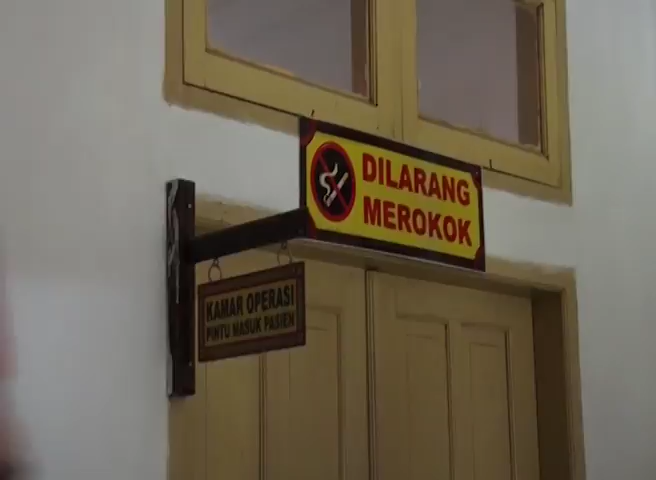 DILARANG
MEROKOK
KAMAR OPERASI
PINTU MASUK PASIEN